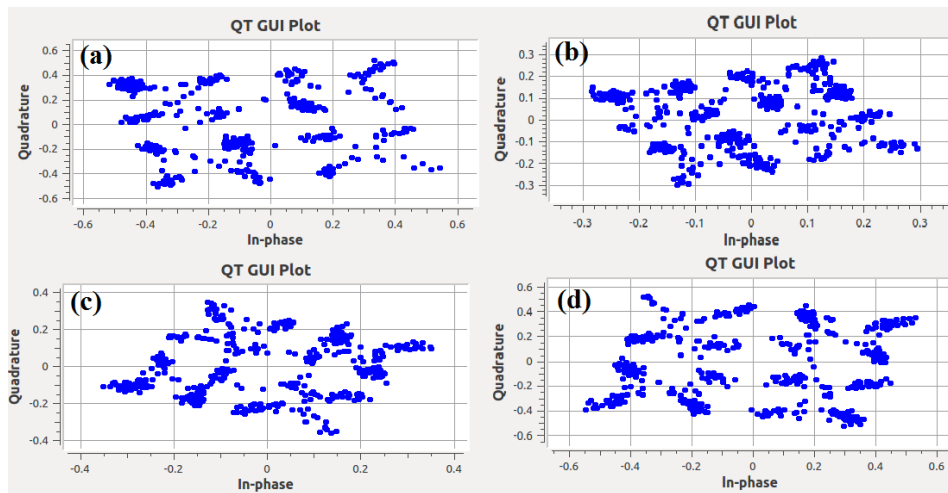 QT GUI Plot
(a)
0.6
0.4
0.2
0
-0.2
-0.4
-0.6
Quadrature
-0.6 -0.4 -0.2 0 0.2 0.4 0.6
In-phase
QT GUI Plot
(b)
0.3
0.2
0.1
0
-0.1
-0.2
-0.3
Quadrature
-0.3 -0.2 -0.1 0 0.1 0.2 0.3
In-phase
QT GUI Plot
(c)
0.4
0.2
0
-0.2
-0.4
Quadrature
-0.4 -0.2 0 0.2 0.4
In-phase
QT GUI Plot
(d)
0.6
0.4
0.2
0
-0.2
-0.4
-0.6
Quadrature
-0.6 -0.4 -0.2 0 0.2 0.4 0.6
In-phase